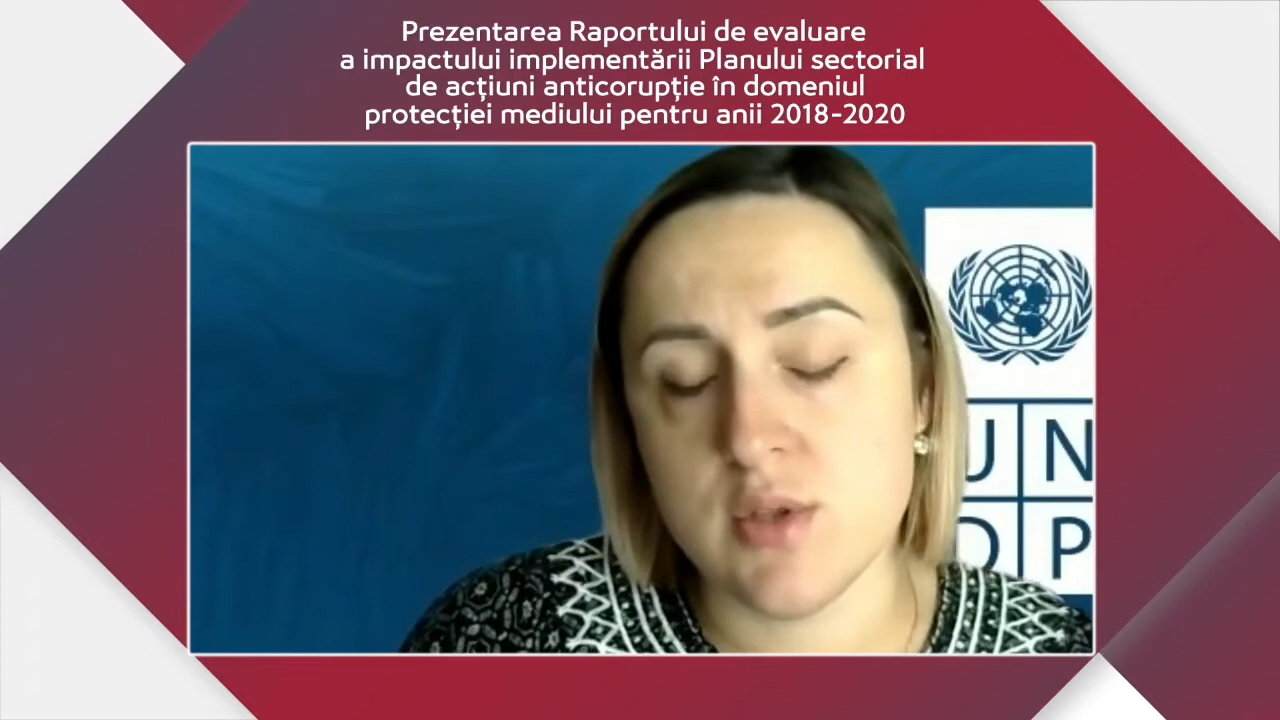 Prezentarea Raportului de evaluare
a impactului implementării Planului sectorial
de acțiuni anticorupție în domeniul
protecției mediului pentru anii 2018-2020
U N
D P